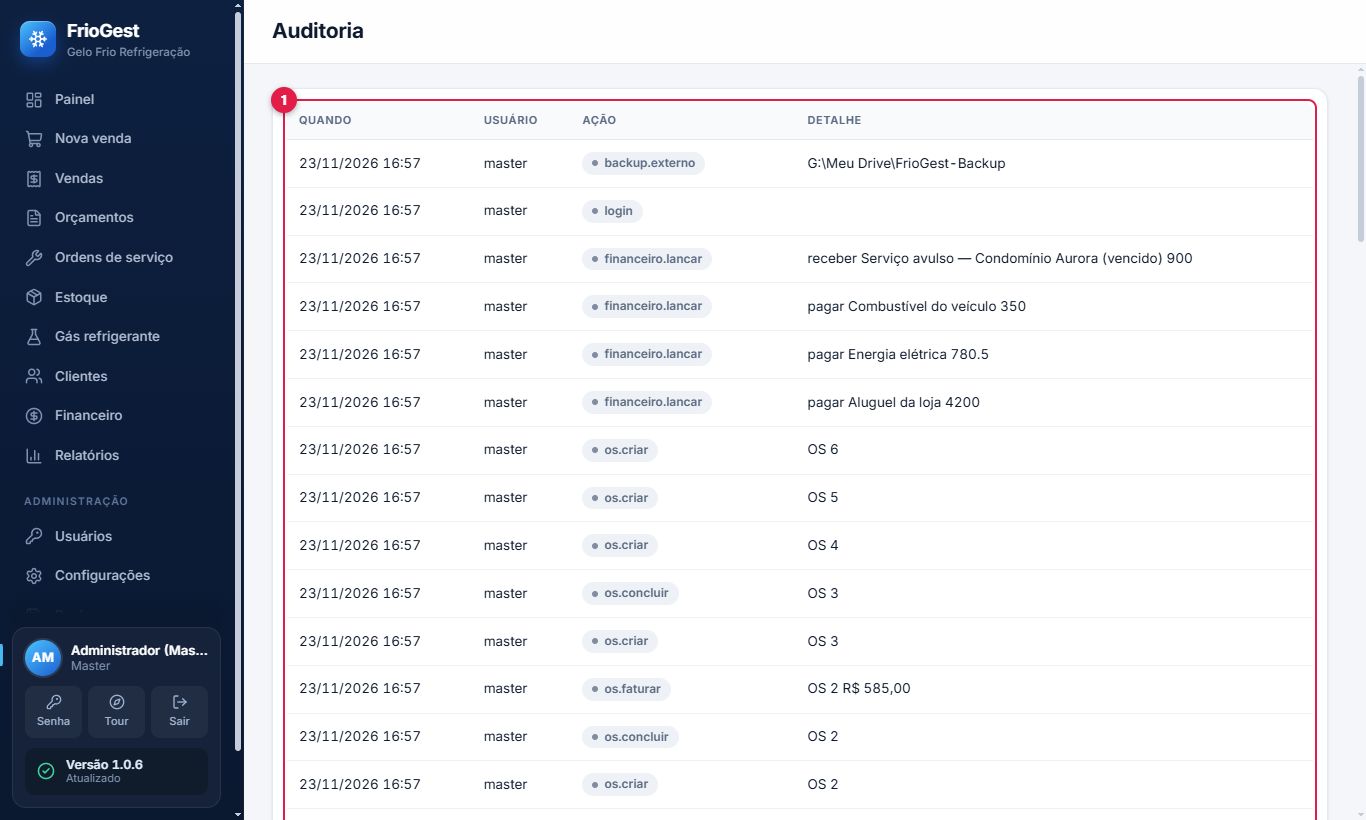 FrioGest
Gelo Frio Refrigeração
Painel
Nova venda
Vendas
Orçamentos
Ordens de serviço
Estoque
Gás refrigerante
Clientes
Financeiro
Relatórios
ADMINISTRAÇÃO
Usuários
Configurações
AM
Administrador (Mas...
Master
Senha Tour Sair
Versão 1.0.6
Atualizado
Auditoria
1
QUANDO USUÁRIO AÇÃO DETALHE
23/11/2026 16:57 master backup.externo G:\Meu Drive\FrioGest-Backup
23/11/2026 16:57 master login
23/11/2026 16:57 master financeiro.lancar receber Serviço avulso — Condomínio Aurora (vencido) 900
23/11/2026 16:57 master financeiro.lancar pagar Combustível do veículo 350
23/11/2026 16:57 master financeiro.lancar pagar Energia elétrica 780.5
23/11/2026 16:57 master financeiro.lancar pagar Aluguel da loja 4200
23/11/2026 16:57 master os.criar OS 6
23/11/2026 16:57 master os.criar OS 5
23/11/2026 16:57 master os.criar OS 4
23/11/2026 16:57 master os.concluir OS 3
23/11/2026 16:57 master os.criar OS 3
23/11/2026 16:57 master os.faturar OS 2 R$ 585,00
23/11/2026 16:57 master os.concluir OS 2
23/11/2026 16:57 master os.criar OS 2